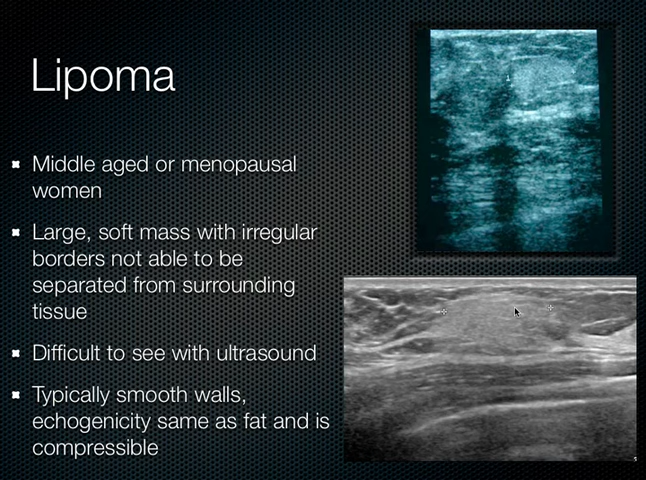 Lipoma
Middle aged or menopausal
women
Large, soft mass with irregular
borders not able to be
separated from surrounding
tissue
Difficult to see with ultrasound
Typically smooth walls,
echogenicity same as fat and is
compressible